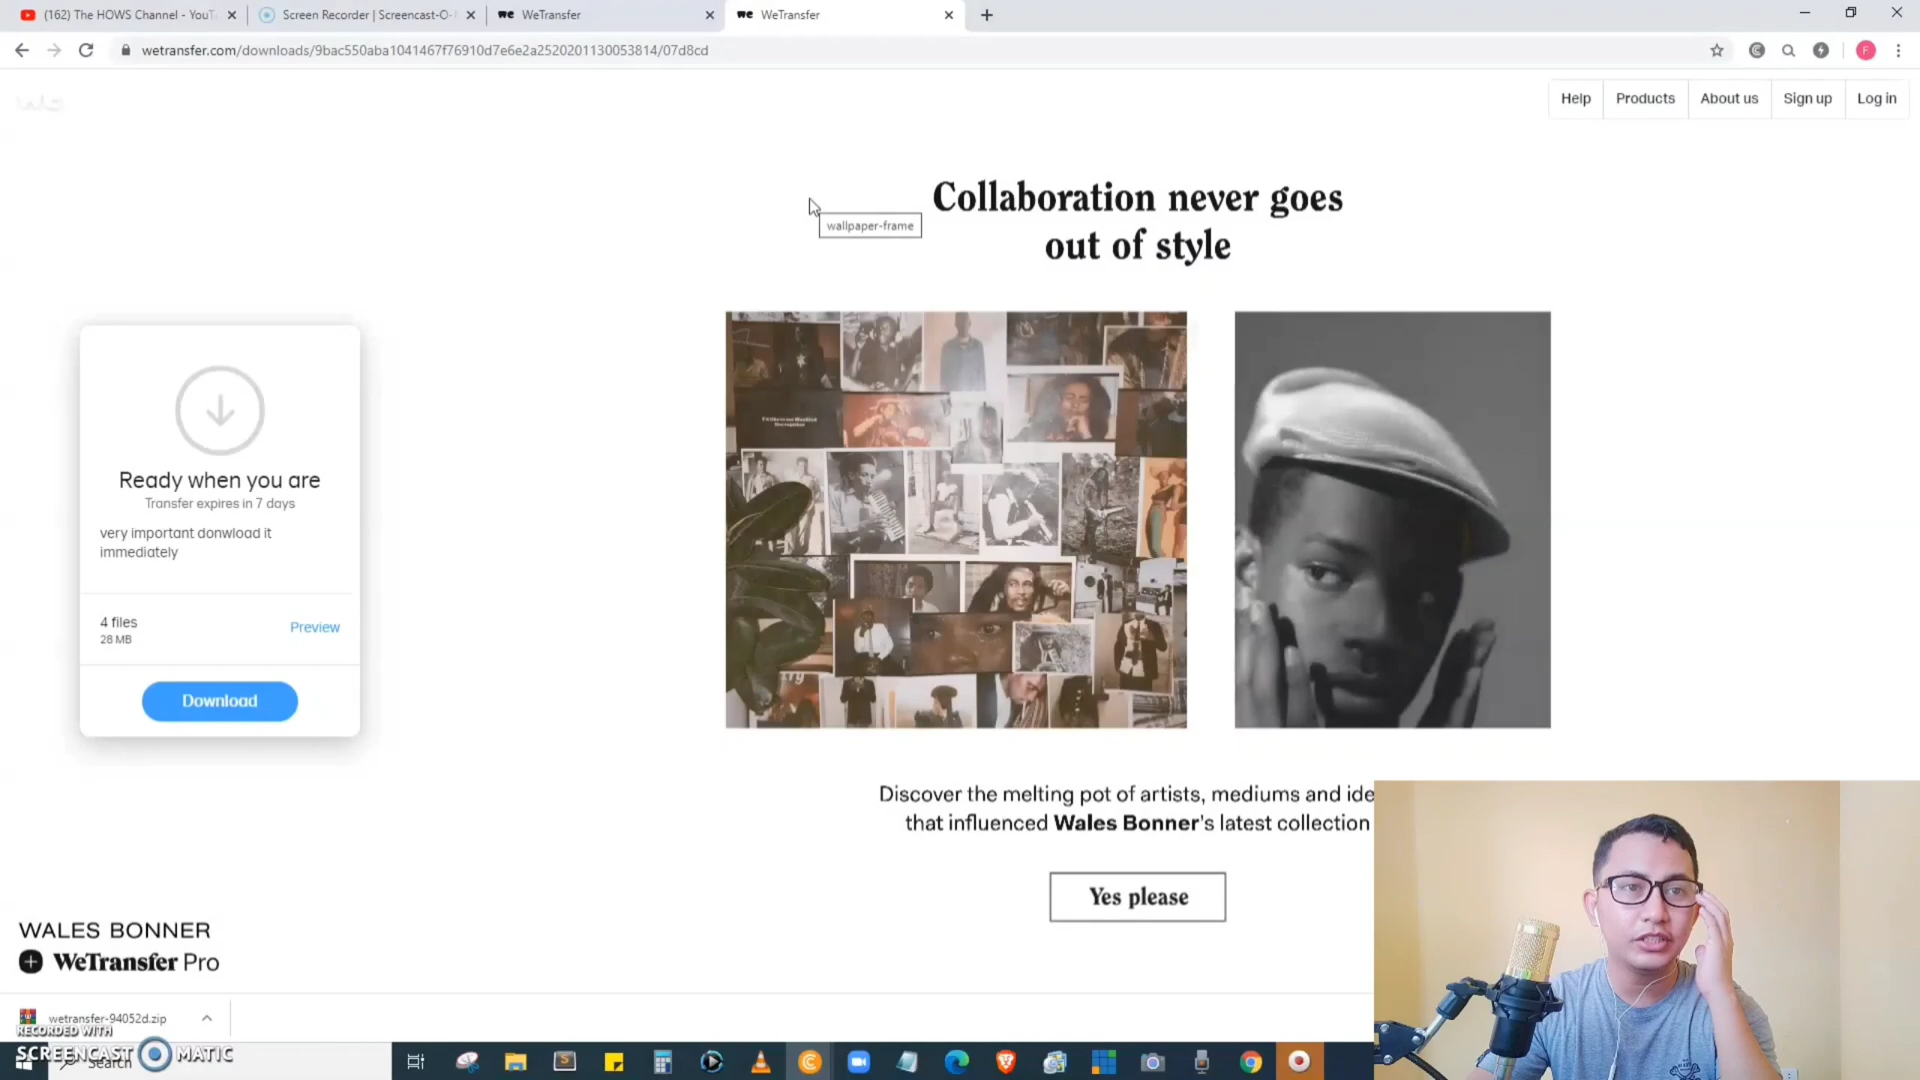 (162) The HOWS Channel - YouT
Screen Recorder | Screencast-O-
we WeTransfer
we WeTransfer
wetransfer.com/downloads/9bac550aba1041467f76910d7e6e2a2520201130053814/07d8cd
F
we
Help
Products
About us
Sign up
Log in
wallpaper-frame
Collaboration never goes
out of style
Ready when you are
Transfer expires in 7 days
very important donwload it
immediately
4 files
28 MB
Preview
Download
Discover the melting pot of artists, mediums and ide
that influenced Wales Bonner's latest collection
Yes please
WALES BONNER
WeTransfer Pro
wetransfer-94052d.zip
RECORDED WITH
SCREENCAST MATIC
Search